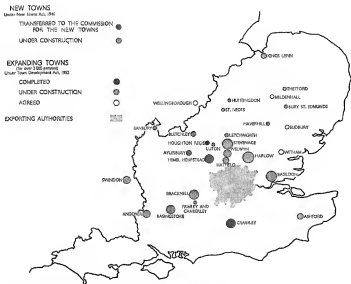 NEW TOWNS
Under New Towns Act, 1946
TRANSFERRED TO THE COMMISSION
FOR THE NEW TOWNS
UNDER CONSTRUCTION
EXPANDING TOWNS
Under Town Development Act, 1952
COMPLETED
UNDER CONSTRUCTION
AGREED
EXPORTING AUTHORITIES
KINGS LYNN
THETFORD
MILDENHALL
HUNTINGDON
BURY ST. EDMUNDS
WELLINGBOROUGH
ST. NEOTS
HAVERHILL
SUDBURY
BANBURY
BLETCHLEY
LETCHWORTH
HOUGHTON REGIS
STEVENAGE
LUTON
WELWYN
WITHAM
AYLESBURY
HARLOW
HEMEL HEMPSTEAD
HATFIELD
SWINDON
BASILDON
BRACKNELL
FRIMLEY AND
CAMBERLEY
ANDOVER
BASINGSTOKE
ASHFORD
CRAWLEY